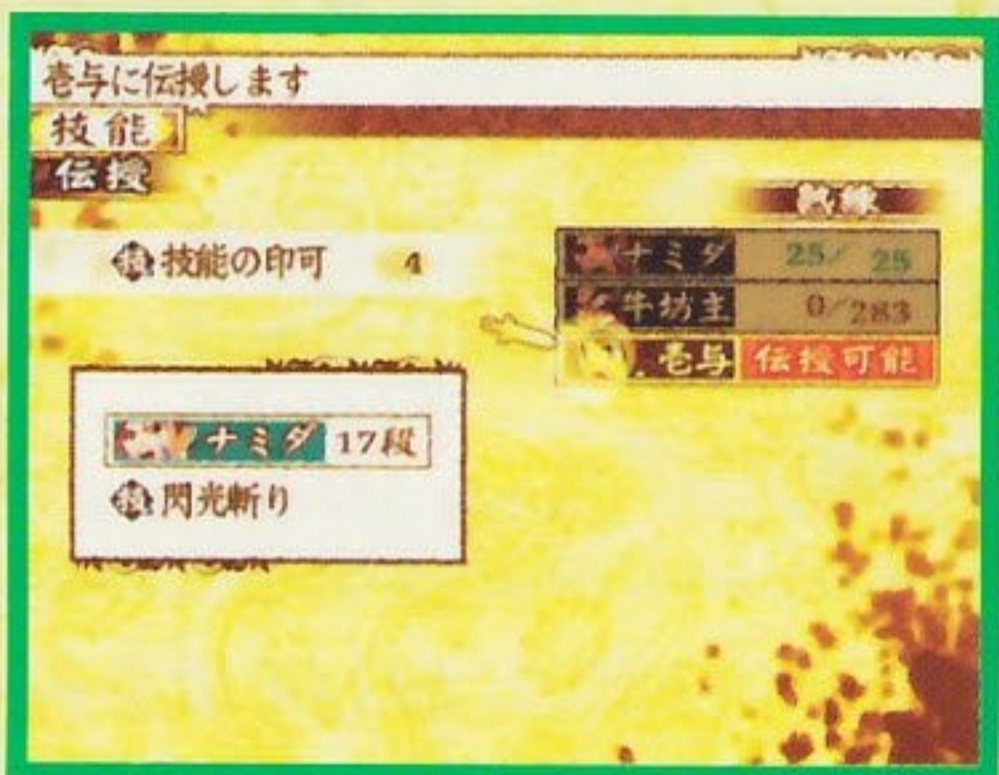 壱与に伝授します
技能
伝授
技能の印可 4
ナミダ 25/ 25
牛坊主 0/283
壱与 伝授可能
ナミダ 17段
技 閃光斬り